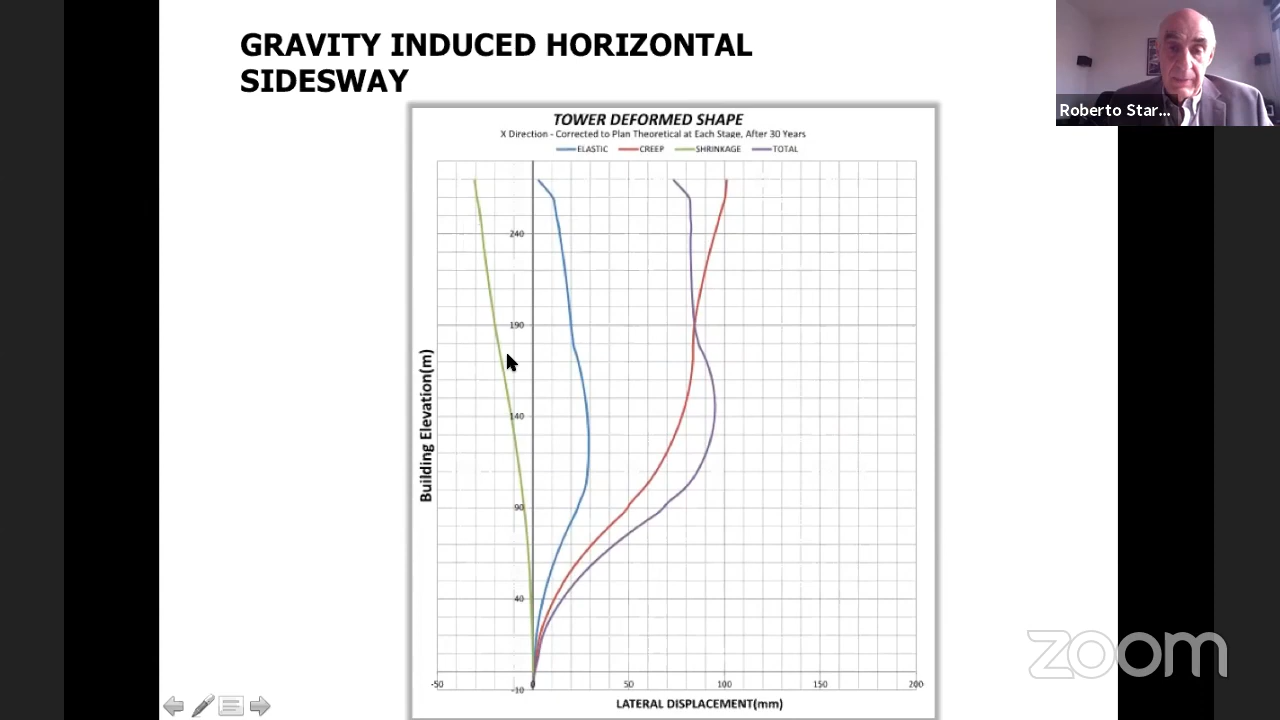 GRAVITY INDUCED HORIZONTAL
SIDESWAY
Roberto Star...
TOWER DEFORMED SHAPE
X Direction - Corrected to Plan Theoretical at Each Stage, After 30 Years
ELASTIC CREEP SHRINKAGE TOTAL
240
190
140
90
40
-10
Building Elevation(m)
-50 0 50 100 150 200
LATERAL DISPLACEMENT(mm)
zoom